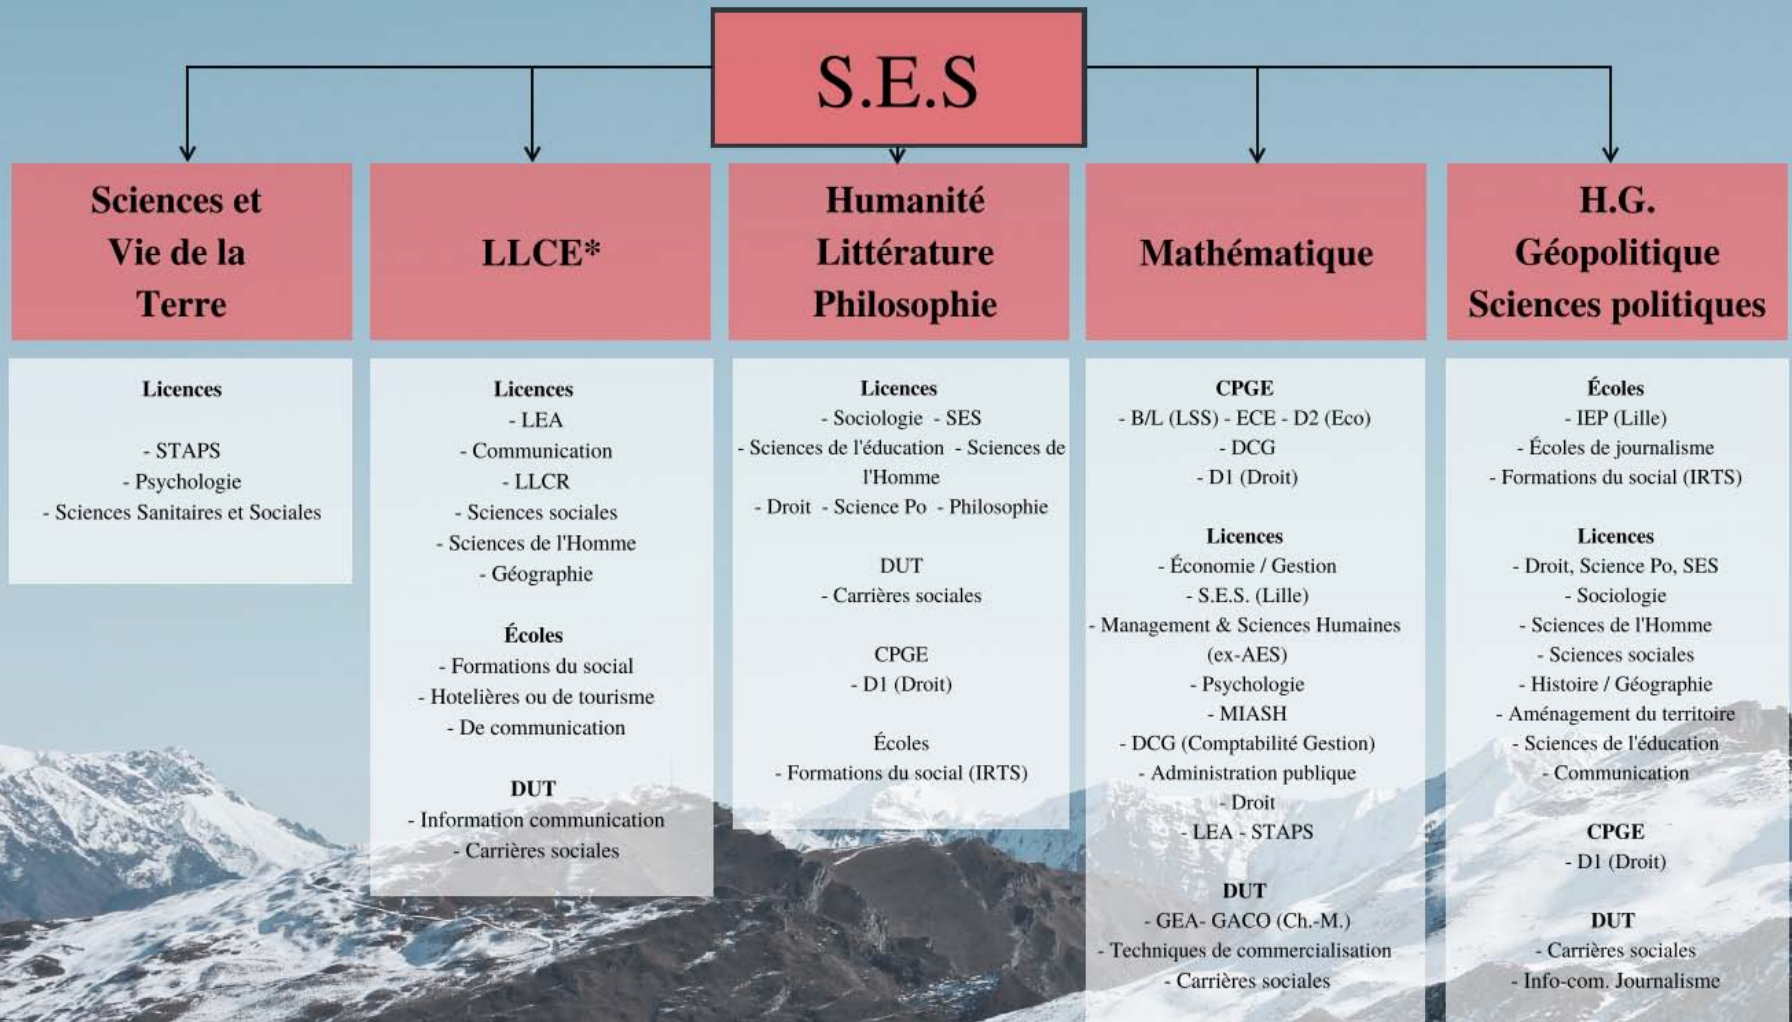 S.E.S
Sciences et
Vie de la
Terre
Licences
- STAPS
- Psychologie
- Sciences Sanitaires et Sociales
LLCE*
Licences
- LEA
- Communication
- LLCR
- Sciences sociales
- Sciences de l'Homme
- Géographie
Écoles
- Formations du social
- Hotelières ou de tourisme
- De communication
DUT
- Information communication
- Carrières sociales
Humanité
Littérature
Philosophie
Licences
- Sociologie - SES
- Sciences de l'éducation - Sciences de
l'Homme
- Droit - Science Po - Philosophie
DUT
- Carrières sociales
CPGE
- D1 (Droit)
Écoles
- Formations du social (IRTS)
Mathématique
CPGE
- B/L (LSS) - ECE - D2 (Eco)
- DCG
- D1 (Droit)
Licences
- Économie / Gestion
- S.E.S. (Lille)
- Management & Sciences Humaines
(ex-AES)
- Psychologie
- MIASH
- DCG (Comptabilité Gestion)
- Administration publique
- Droit
- LEA - STAPS
DUT
- GEA- GACO (Ch.-M.)
- Techniques de commercialisation
- Carrières sociales
H.G.
Géopolitique
Sciences politiques
Écoles
- IEP (Lille)
- Écoles de journalisme
- Formations du social (IRTS)
Licences
- Droit, Science Po, SES
- Sociologie
- Sciences de l'Homme
- Sciences sociales
- Histoire / Géographie
- Aménagement du territoire
- Sciences de l'éducation
- Communication
CPGE
- D1 (Droit)
DUT
- Carrières sociales
- Info-com. Journalisme